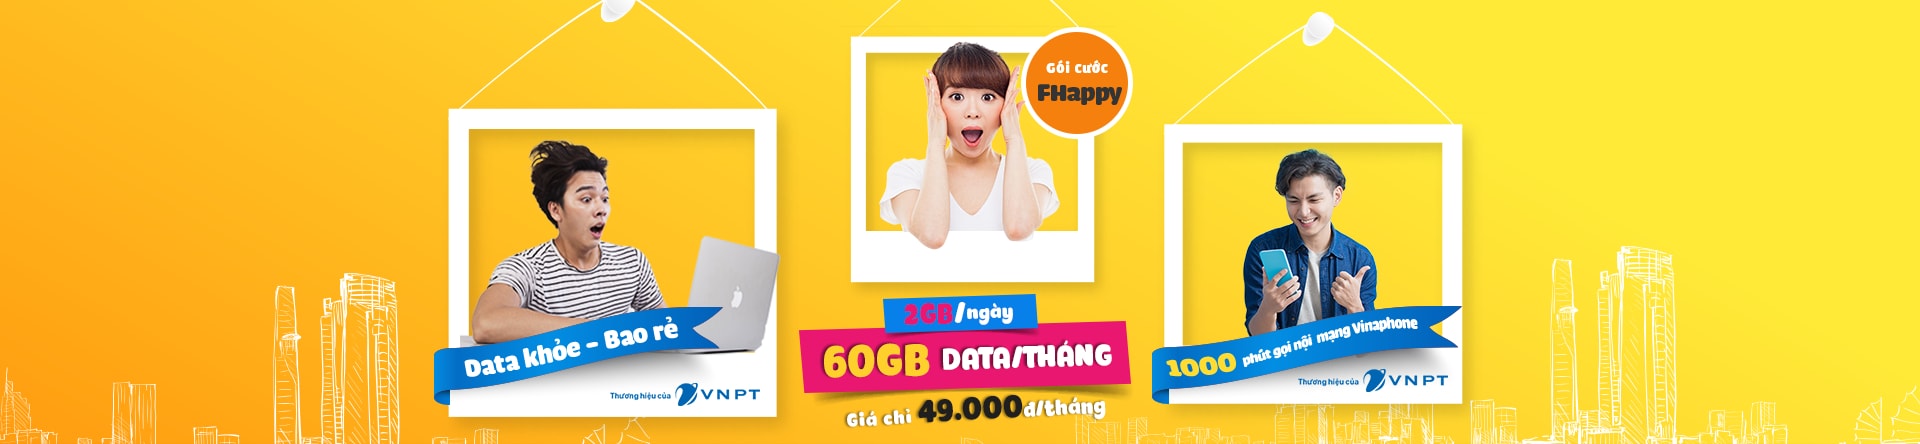 Data khỏe - Bao rẻ
Thương hiệu của VNPT
Gói cước
FHappy
2GB/ngày
60GB DATA/THÁNG
Giá chỉ 49.000đ/tháng
1000 phút gọi nội mạng Vinaphone
Thương hiệu của VNPT